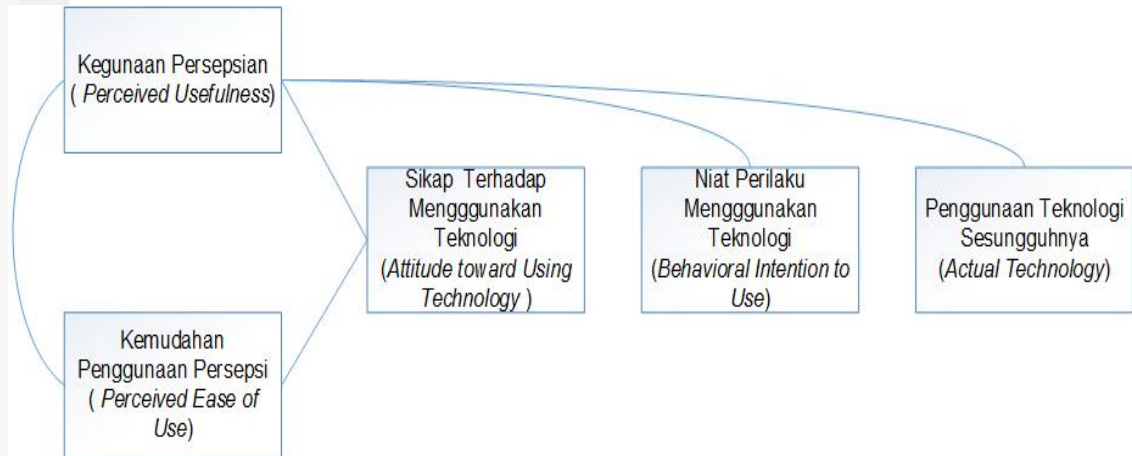 Kegunaan Persepsian
( Perceived Usefulness)
Sikap Terhadap
Mengggunakan
Teknologi
(Attitude toward Using
Technology )
Niat Perilaku
Mengggunakan
Teknologi
(Behavioral Intention to
Use)
Penggunaan Teknologi
Sesungguhnya
(Actual Technology)
Kemudahan
Penggunaan Persepsi
( Perceived Ease of
Use)